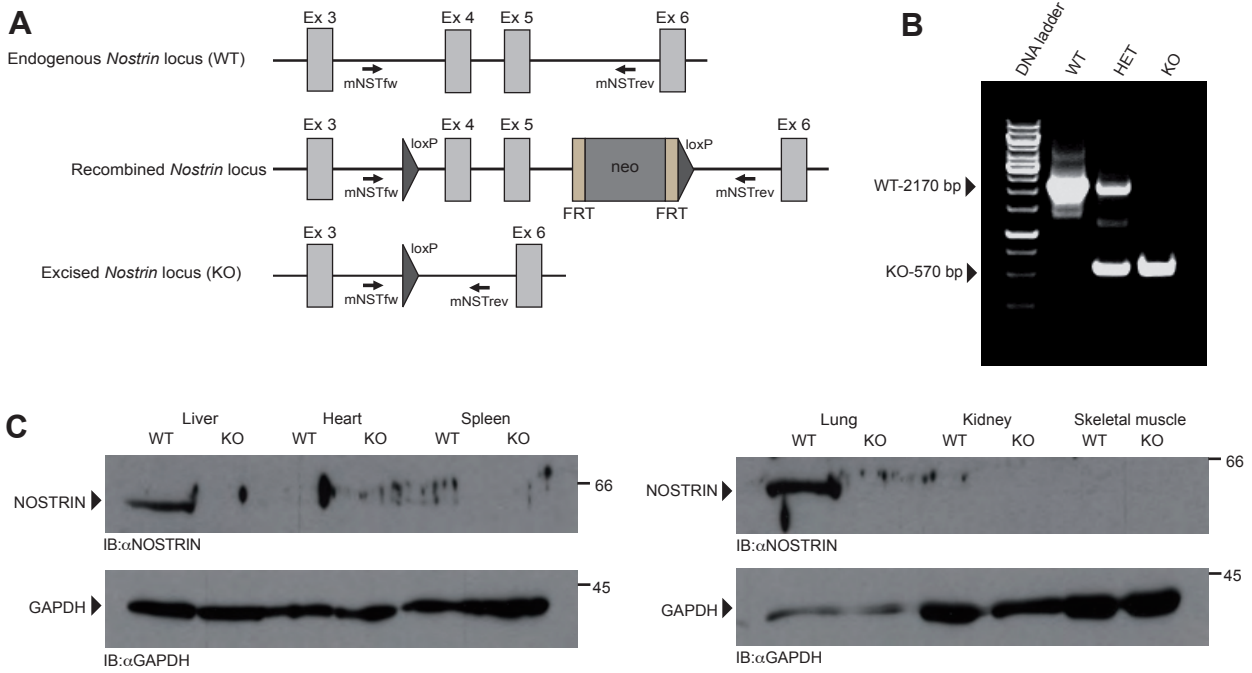 A
Ex 3 Ex 4 Ex 5 Ex 6
Endogenous Nostrin locus (WT)
mNSTfw mNSTrev
Ex 3 Ex 4 Ex 5 Ex 6
loxP loxP
Recombined Nostrin locus
neo
mNSTfw mNSTrev
FRT FRT
Ex 3 Ex 6
loxP
Excised Nostrin locus (KO)
mNSTfw mNSTrev
B
DNA ladder WT HET KO
WT-2170 bp
KO-570 bp
C
Liver Heart Spleen
WT KO WT KO WT KO
NOSTRIN
66
IB:αNOSTRIN
45
GAPDH
IB:αGAPDH
Lung Kidney Skeletal muscle
WT KO WT KO WT KO
66
NOSTRIN
IB:αNOSTRIN
45
GAPDH
IB:αGAPDH